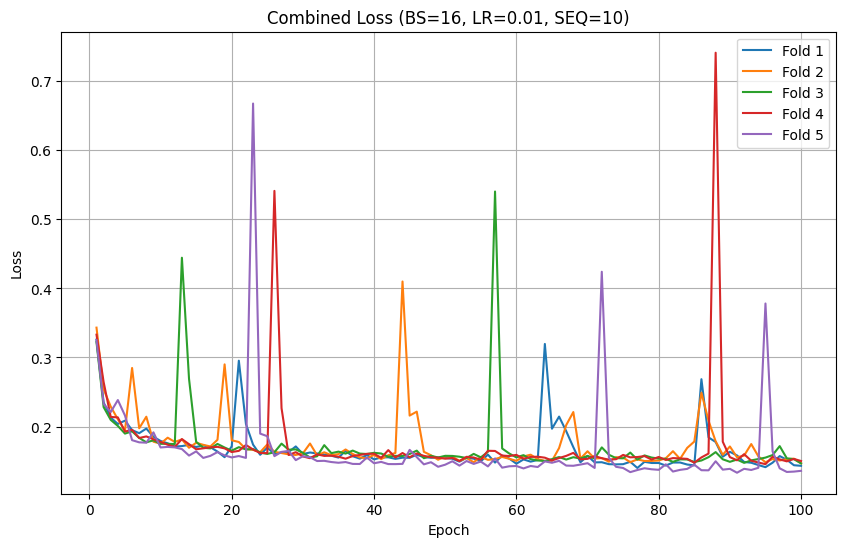 Combined Loss (BS=16, LR=0.01, SEQ=10)
Fold 1
Fold 2
Fold 3
Fold 4
Fold 5
Loss
0.7
0.6
0.5
0.4
0.3
0.2
0
20
40
60
80
100
Epoch